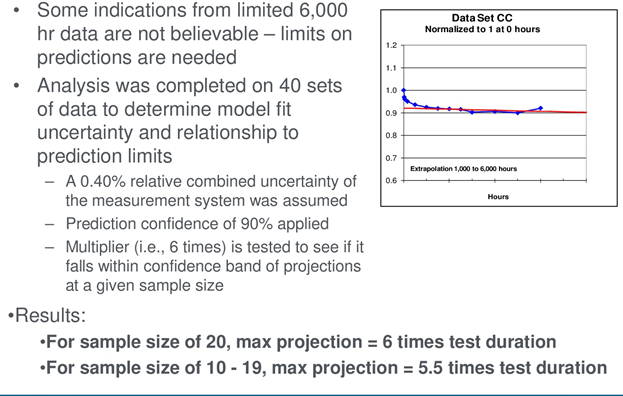 • Some indications from limited 6,000
hr data are not believable – limits on
predictions are needed
• Analysis was completed on 40 sets
of data to determine model fit
uncertainty and relationship to
prediction limits
– A 0.40% relative combined uncertainty of
the measurement system was assumed
– Prediction confidence of 90% applied
– Multiplier (i.e., 6 times) is tested to see if it
falls within confidence band of projections
at a given sample size
Data Set CC
Normalized to 1 at 0 hours
1.2
1.1
1.0
0.9
0.8
0.7
0.6
Extrapolation 1,000 to 6,000 hours
Hours
•Results:
•For sample size of 20, max projection = 6 times test duration
•For sample size of 10 - 19, max projection = 5.5 times test duration